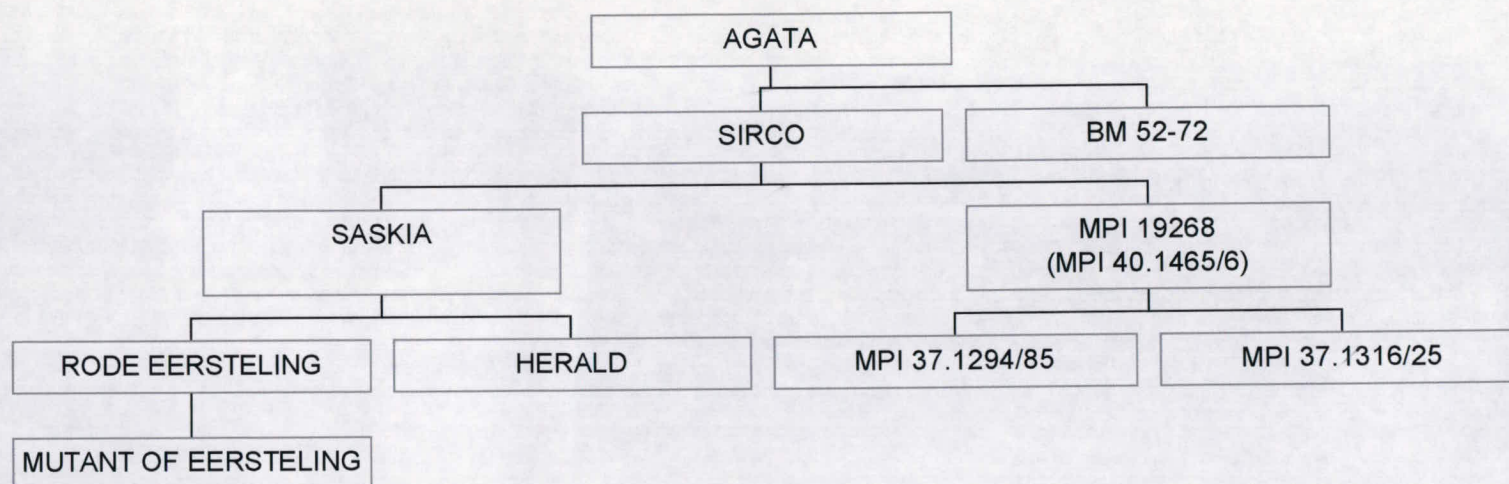 AGATA
SIRCO
BM 52-72
SASKIA
MPI 19268
(MPI 40.1465/6)
RODE EERSTELING
HERALD
MPI 37.1294/85
MPI 37.1316/25
MUTANT OF EERSTELING